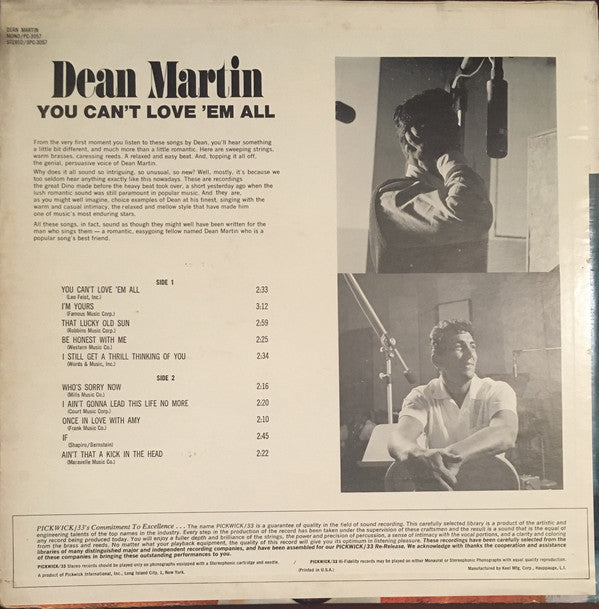 DEAN MARTIN
MONO/PC-3057
STEREO/SPC-3057
Dean Martin
YOU CAN'T LOVE 'EM ALL
From the very first moment you listen to these songs by Dean, you'll hear something
a little bit different, and much more than a little romantic. Here are sweeping strings,
warm brasses, caressing reeds. A relaxed and easy beat. And, topping it all off,
the genial, persuasive voice of Dean Martin.
Why does it all sound so intriguing, so unusual, so new? Well, mostly, it's because we
too seldom hear anything exactly like this nowadays. These are recordings
the great Dino made before the heavy beat took over, a short yesterday ago when the
lush romantic sound was still paramount in popular music. And they are,
as you might well imagine, choice examples of Dean at his finest, singing with the
warm and casual intimacy, the relaxed and mellow style that have made him
one of music's most enduring stars.
All these songs, in fact, sound as though they might well have been written for the
man who sings them — a romantic, easygoing fellow named Dean Martin who is a
popular song's best friend.
SIDE 1
YOU CAN'T LOVE 'EM ALL 2:33
(Leo Feist, Inc.)
I'M YOURS 3:12
(Famous Music Corp.)
THAT LUCKY OLD SUN 2:59
(Robbins Music Corp.)
BE HONEST WITH ME 2:25
(Western Music Co.)
I STILL GET A THRILL THINKING OF YOU 2:34
(Words & Music, Inc.)
SIDE 2
WHO'S SORRY NOW 2:16
(Mills Music Co.)
I AIN'T GONNA LEAD THIS LIFE NO MORE 2:20
(Court Music Corp.)
ONCE IN LOVE WITH AMY 2:10
(Frank Music Co.)
IF 2:45
(Shapiro/Bernstein)
AIN'T THAT A KICK IN THE HEAD 2:22
(Maravelle Music Co.)
PICKWICK/33's Commitment To Excellence . . . The name PICKWICK/33 is a guarantee of quality in the field of sound recording. This carefully selected library is a product of the artistic and
engineering talents of the top names in the industry. Every step in the production of the record has been taken under the supervision of these craftsmen and the result is a sound that is the equal of
any record being produced today. You will enjoy a fuller depth and brilliance of the strings, the power and precision of percussion, a sense of intimacy with the vocal portions, and a clarity and coloring
from the brass and reeds. No matter what your playback equipment, the quality of this record will give you its optimum in listening pleasure. These recordings have been carefully selected from the
libraries of many distinguished major and independent recording companies, and have been assembled for our PICKWICK/33 Re-Release. We acknowledge with thanks the cooperation and assistance
of these companies in bringing these outstanding performances to you.
PICKWICK/33 Stereo records should be played only on phonographs equipped with a Stereophonic cartridge and needle. PICKWICK/33 Hi-Fidelity records may be played on either Monaural or Stereophonic Phonographs with equal quality reproduction.
A product of Pickwick International, Inc., Long Island City, 1, New York. (Printed in U.S.A.) Manufactured by Keel Mfg. Corp., Hauppauge, L.I.